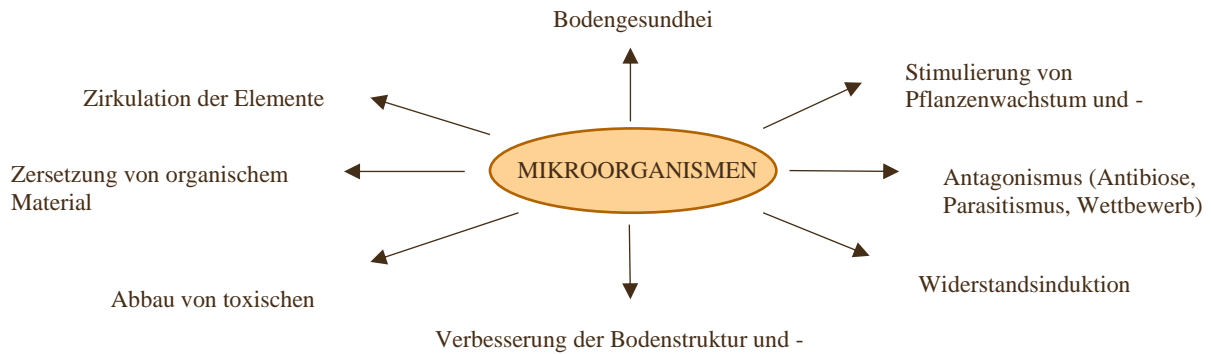 Bodengesundhei
Stimulierung von
Pflanzenwachstum und -
Zirkulation der Elemente
MIKROORGANISMEN
Zersetzung von organischem
Material
Antagonismus (Antibiose,
Parasitismus, Wettbewerb)
Abbau von toxischen
Widerstandsinduktion
Verbesserung der Bodenstruktur und -